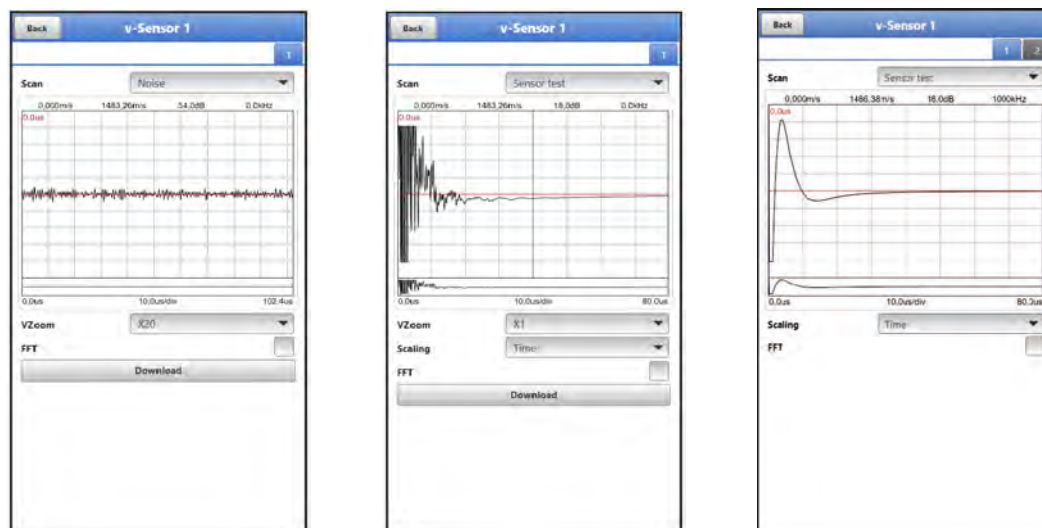 Back v-Sensor 1
1
Scan Noise
0,000m/s 1483,26m/s 54,0dB 0,0kHz
0.0us
0.0us 10.0us/div 102.4us
VZoom X20
FFT
Download
Back v-Sensor 1
1
Scan Sensor test
0,000m/s 1483,26m/s 18,0dB 0,0kHz
0.0us
0.0us 10.0us/div 80.0us
VZoom X1
Scaling Time
FFT
Download
Back v-Sensor 1
1 2
Scan Sensor test
0,000m/s 1486,38m/s 18,0dB 1000kHz
0.0us
0.0us 10.0us/div 80.0us
Scaling Time
FFT